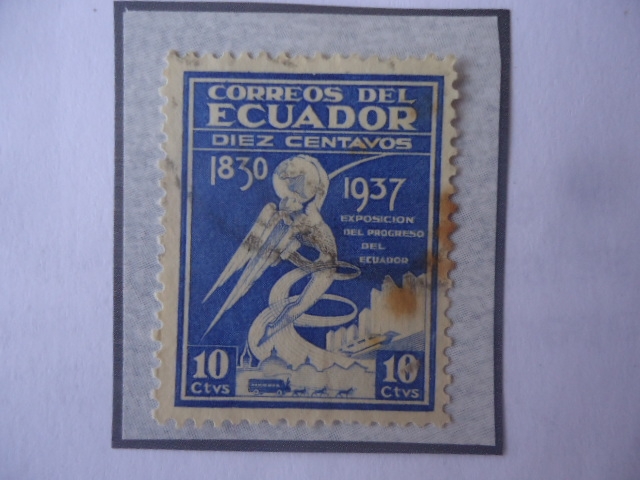 CORREOS DEL
ECUADOR
DIEZ CENTAVOS
1830
1937
EXPOSICION
DEL PROGRESO
DEL
ECUADOR
10
Ctvs
10
Ctvs